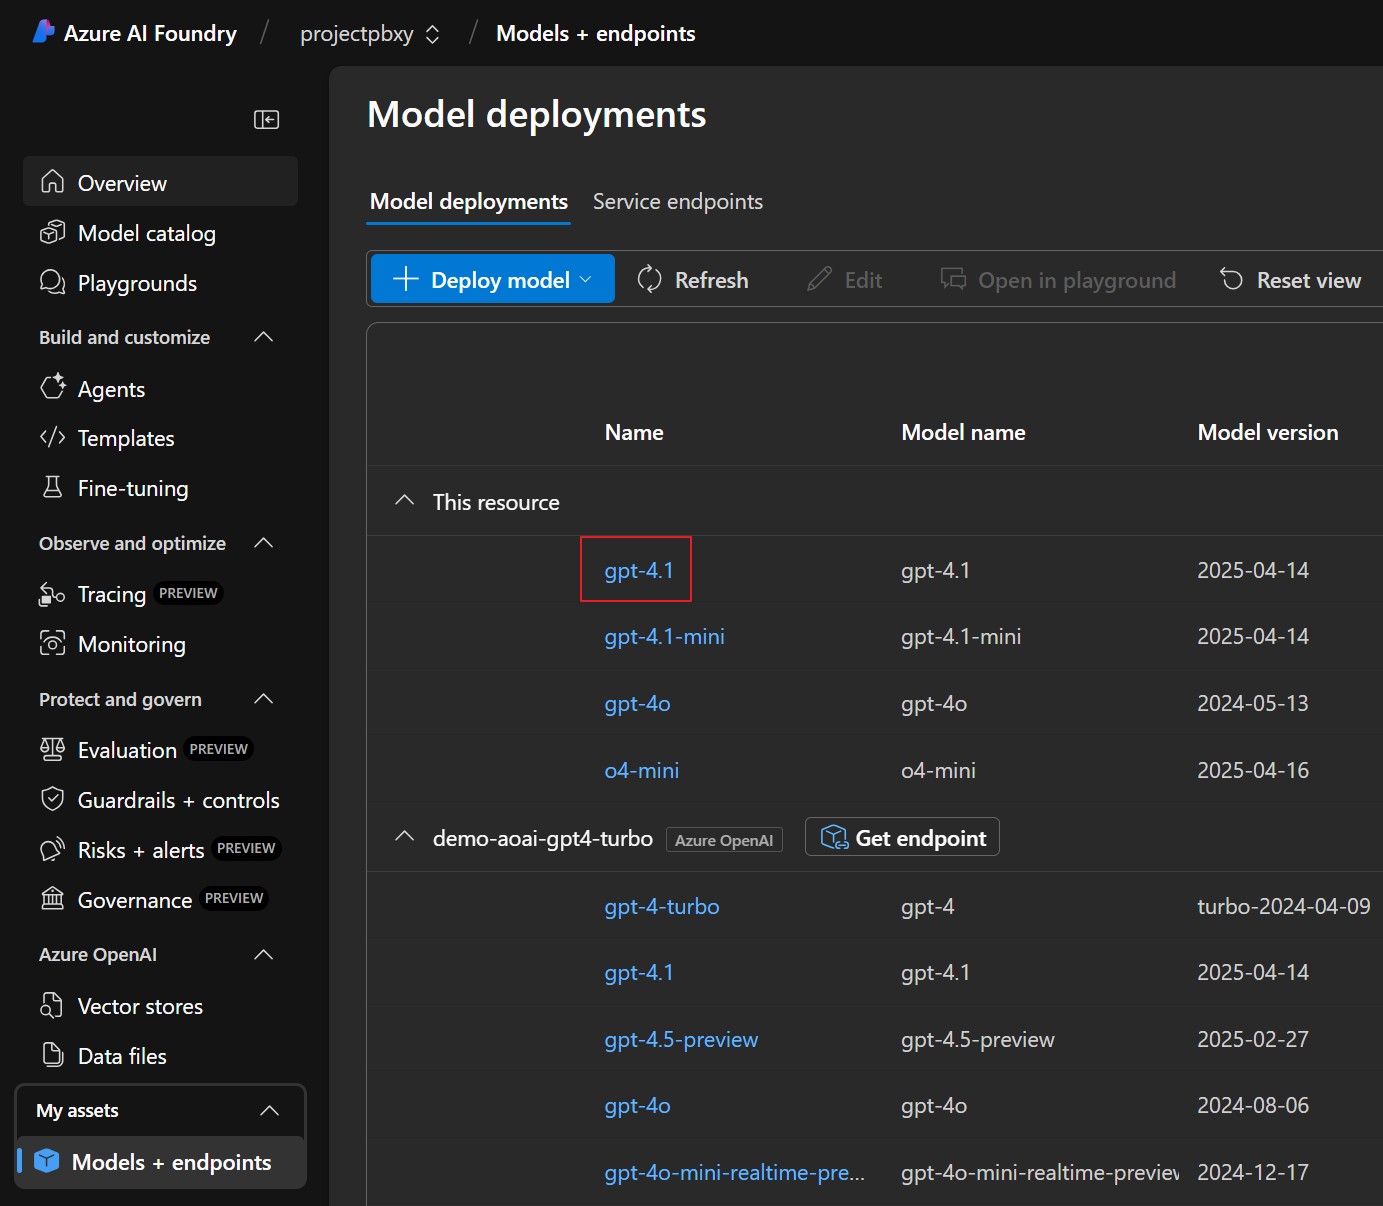 Azure AI Foundry / projectpbxy / Models + endpoints
Overview
Model catalog
Playgrounds
Build and customize
Agents
Templates
Fine-tuning
Observe and optimize
Tracing PREVIEW
Monitoring
Protect and govern
Evaluation PREVIEW
Guardrails + controls
Risks + alerts PREVIEW
Governance PREVIEW
Azure OpenAI
Vector stores
Data files
My assets
Models + endpoints
Model deployments
Model deployments Service endpoints
Deploy model Refresh Edit Open in playground Reset view
Name Model name Model version
This resource
gpt-4.1 gpt-4.1 2025-04-14
gpt-4.1-mini gpt-4.1-mini 2025-04-14
gpt-4o gpt-4o 2024-05-13
o4-mini o4-mini 2025-04-16
demo-aoai-gpt4-turbo Azure OpenAI Get endpoint
gpt-4-turbo gpt-4 turbo-2024-04-09
gpt-4.1 gpt-4.1 2025-04-14
gpt-4.5-preview gpt-4.5-preview 2025-02-27
gpt-4o gpt-4o 2024-08-06
gpt-4o-mini-realtime-pre... gpt-4o-mini-realtime-preview 2024-12-17